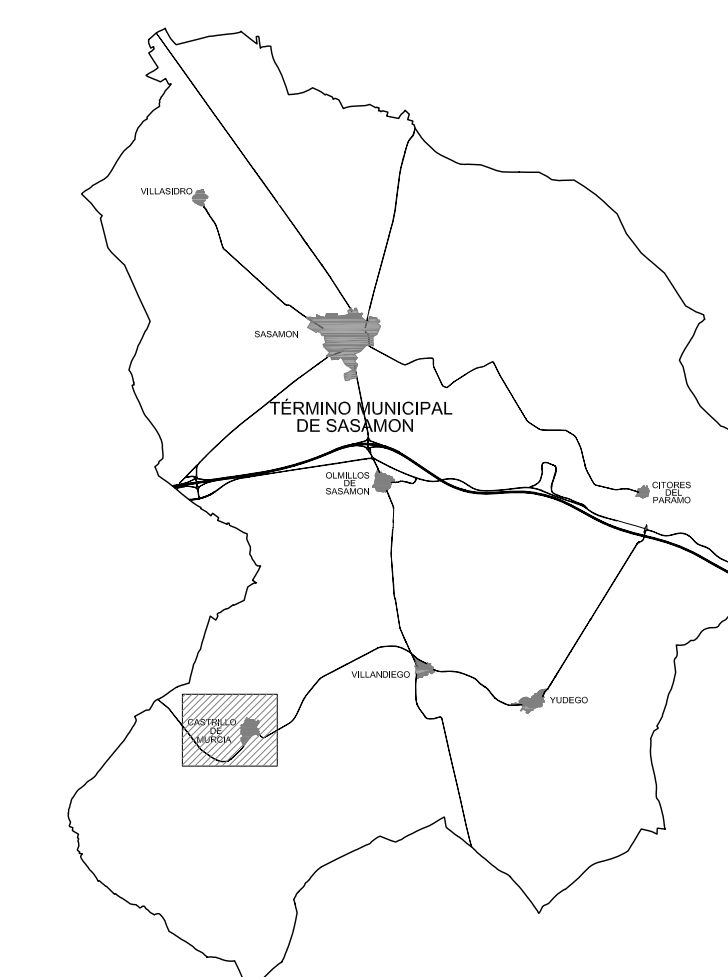 VILLASIDRO
SASAMON
TÉRMINO MUNICIPAL
DE SASAMON
OLMILLOS
DE
SASAMON
CITORES
DEL
PARAMO
VILLANDIEGO
YUDEGO
CASTRILLO
DE
MURCIA